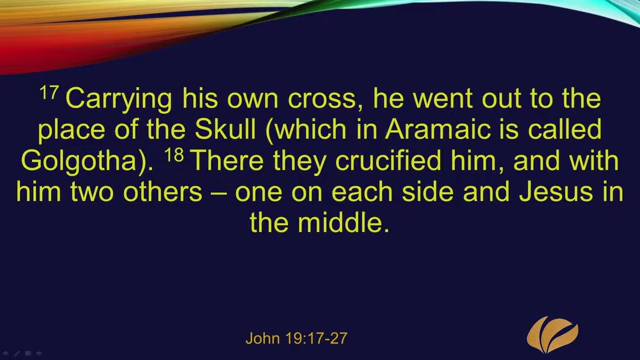 17 Carrying his own cross, he went out to the
place of the Skull (which in Aramaic is called
Golgotha). 18 There they crucified him, and with
him two others – one on each side and Jesus in
the middle.
John 19:17-27